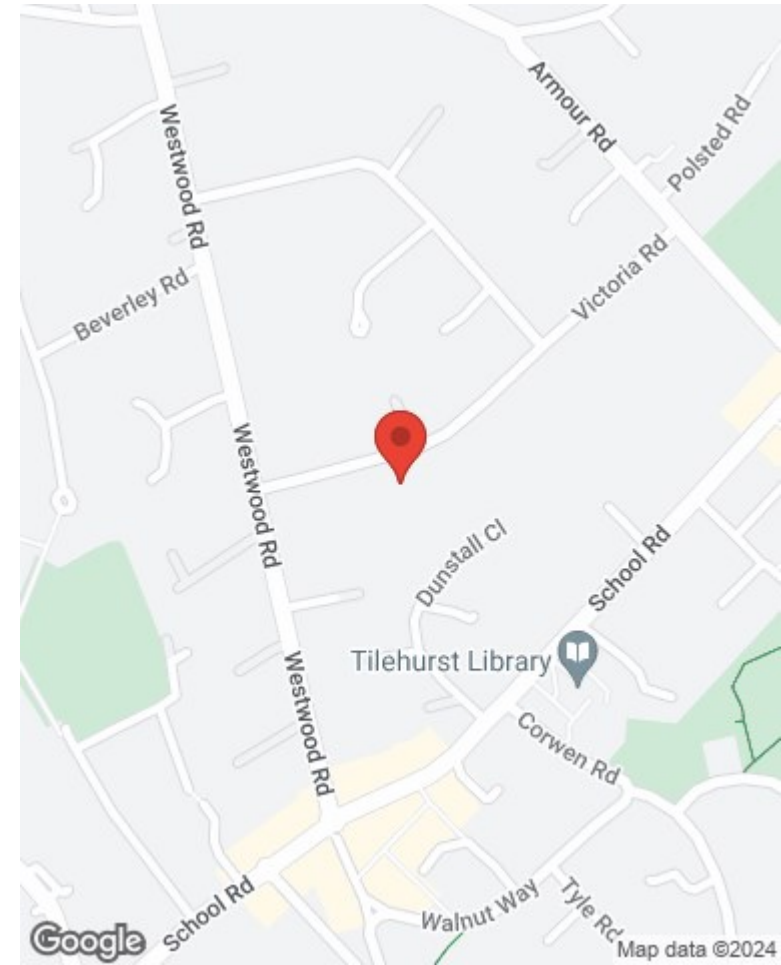 Armour Rd
Polsted Rd
Westwood Rd
Victoria Rd
Beverley Rd
Westwood Rd
Dunstall Cl
School Rd
Tilehurst Library
Westwood Rd
Corwen Rd
School Rd
Walnut Way
Tyle Rd
Google
Map data ©2024